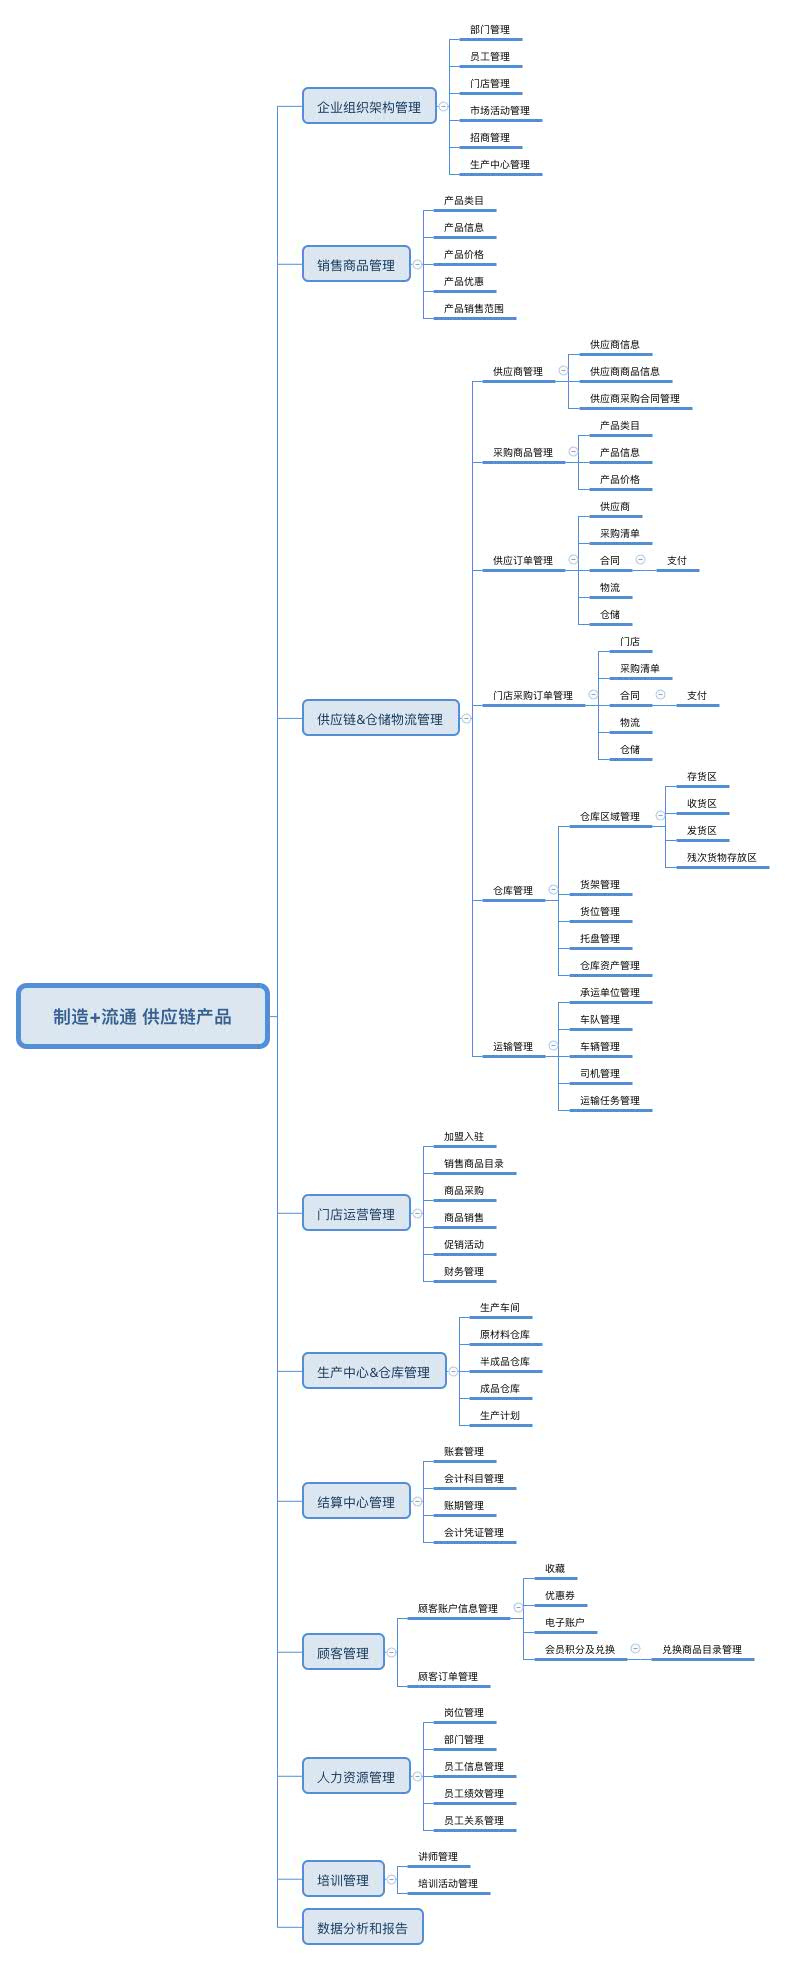 制造+流通 供应链产品
企业组织架构管理
部门管理
员工管理
门店管理
市场活动管理
招商管理
生产中心管理
销售商品管理
产品类目
产品信息
产品价格
产品优惠
产品销售范围
供应链&仓储物流管理
供应商管理
供应商信息
供应商商品信息
供应商采购合同管理
采购商品管理
产品类目
产品信息
产品价格
供应订单管理
供应商
采购清单
合同
支付
物流
仓储
门店采购订单管理
门店
采购清单
合同
支付
物流
仓储
仓库管理
仓库区域管理
存货区
收货区
发货区
残次货物存放区
货架管理
货位管理
托盘管理
仓库资产管理
运输管理
承运单位管理
车队管理
车辆管理
司机管理
运输任务管理
门店运营管理
加盟入驻
销售商品目录
商品采购
商品销售
促销活动
财务管理
生产中心&仓库管理
生产车间
原材料仓库
半成品仓库
成品仓库
生产计划
结算中心管理
账套管理
会计科目管理
账期管理
会计凭证管理
顾客管理
顾客账户信息管理
收藏
优惠券
电子账户
会员积分及兑换
兑换商品目录管理
顾客订单管理
人力资源管理
岗位管理
部门管理
员工信息管理
员工绩效管理
员工关系管理
培训管理
讲师管理
培训活动管理
数据分析和报告